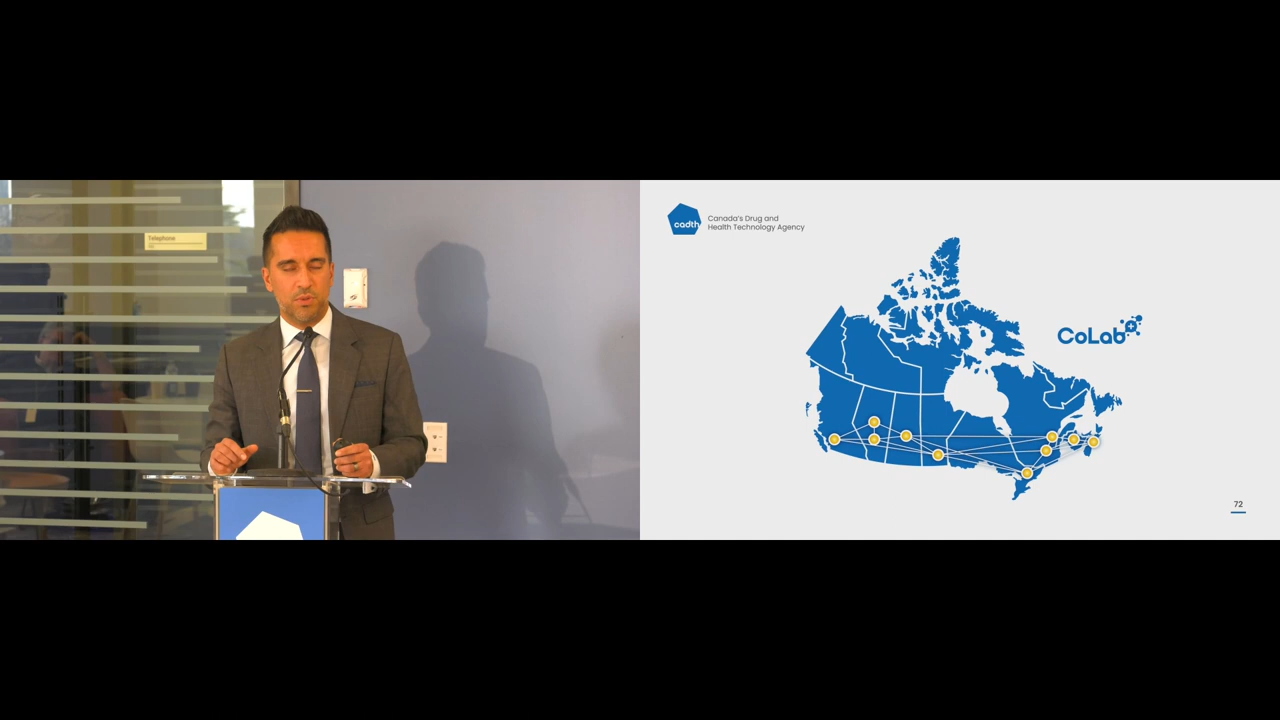 Telephone
cadth
Canada's Drug and
Health Technology Agency
CoLab
72